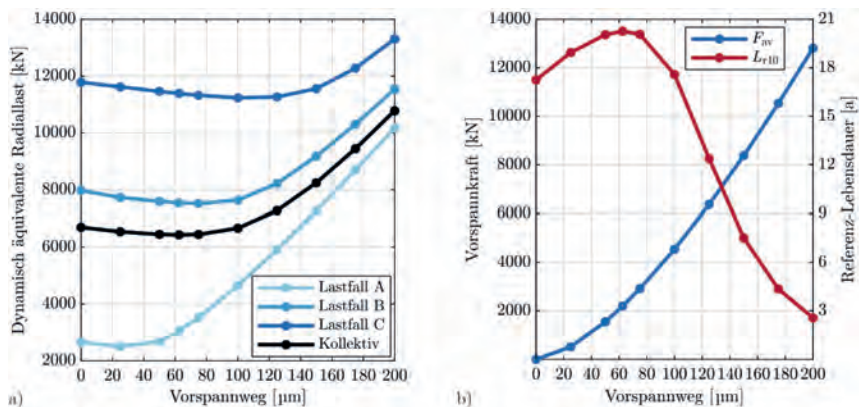 Dynamisch äquivalente Radiallast [kN]
14000
12000
10000
8000
6000
4000
2000
0 20 40 60 80 100 120 140 160 180 200
Vorspannweg [µm]
Lastfall A
Lastfall B
Lastfall C
Kollektiv
a)
Vorspannkraft [kN]
14000
12000
10000
8000
6000
4000
2000
0
0 20 40 60 80 100 120 140 160 180 200
Vorspannweg [µm]
21
18
15
12
9
6
3
Referenz-Lebensdauer [a]
F_av
L_r10
b)